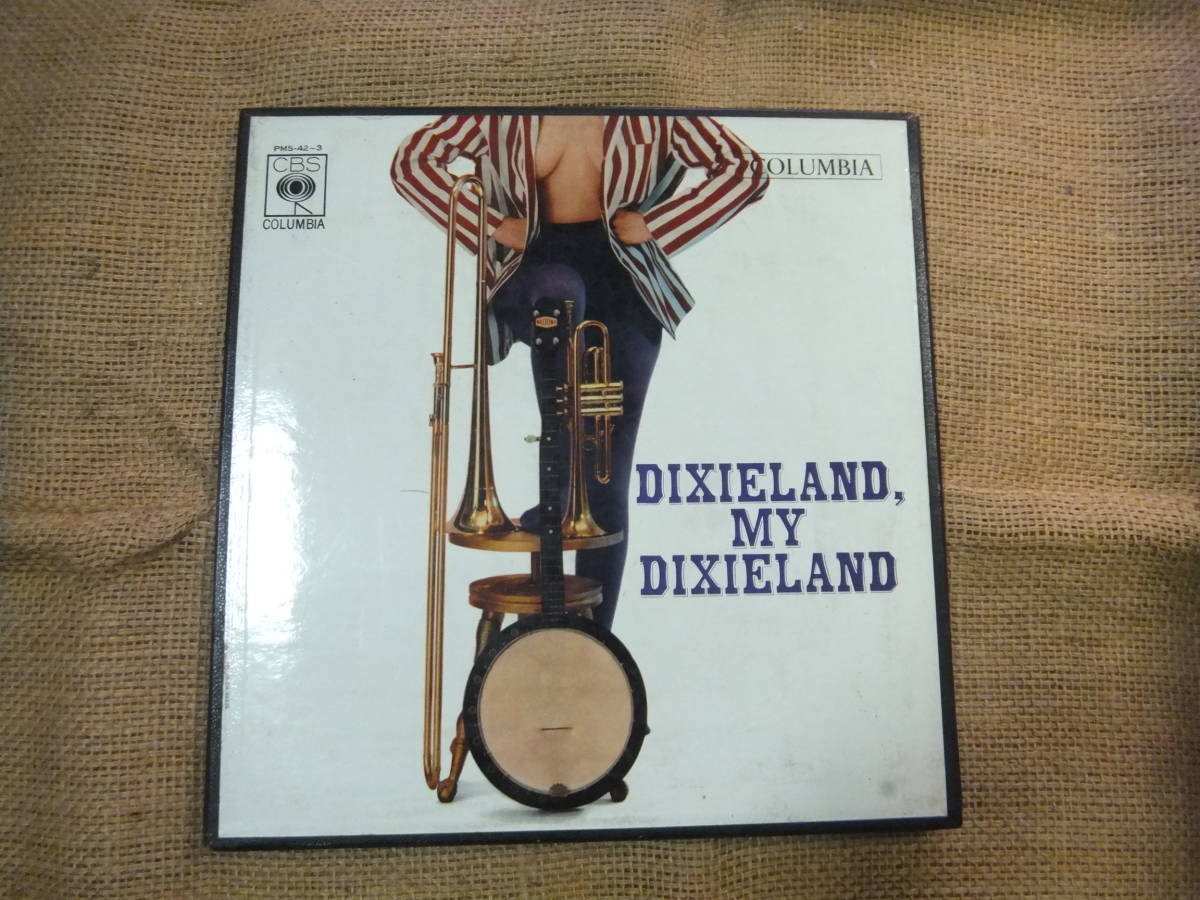 PMS-42~3
CBS
COLUMBIA
COLUMBIA
DIXIELAND,
MY
DIXIELAND